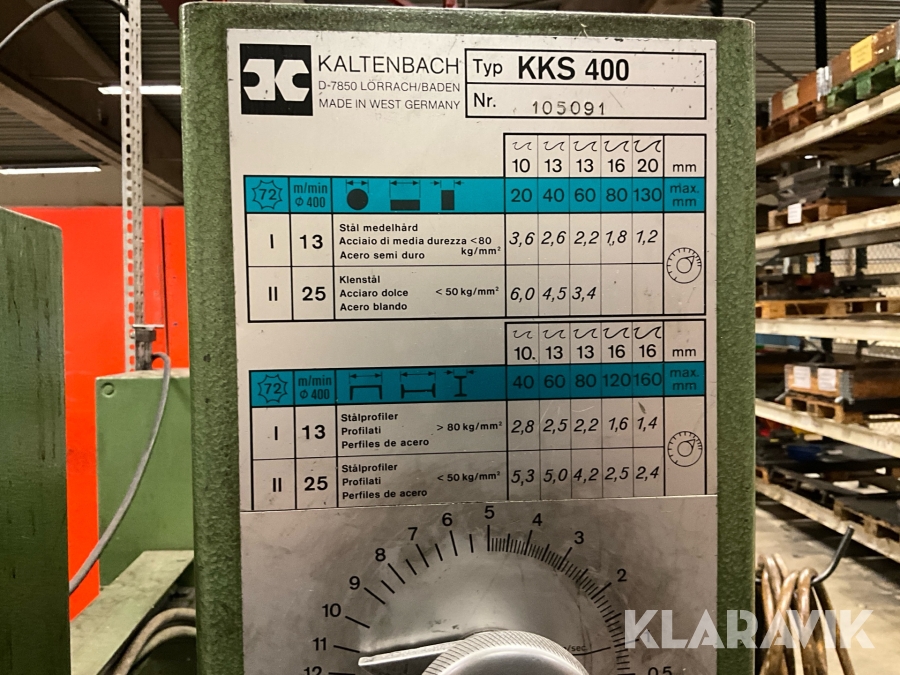 KALTENBACH
D-7850 LÖRRACH/BADEN
MADE IN WEST GERMANY
Typ KKS 400
Nr. 105091
10 13 13 16 20 mm
72 m/min Φ 400 20 40 60 80 130 max. mm
I 13 Stål medelhård
Acciaio di media durezza <80 kg/mm² 3,6 2,6 2,2 1,8 1,2
Acero semi duro
II 25 Klenstål
Acciaro dolce < 50 kg/mm² 6,0 4,5 3,4
Acero blando
10. 13 13 16 16 mm
72 m/min Φ 400 40 60 80 120 160 max. mm
I 13 Stålprofiler
Profilati > 80 kg/mm² 2,8 2,5 2,2 1,6 1,4
Perfiles de acero
II 25 Stålprofiler
Profilati < 50 kg/mm² 5,3 5,0 4,2 2,5 2,4
Perfiles de acero
12 11 10 9 8 7 6 5 4 3 2 0,5
/sec.
KLARAVIK